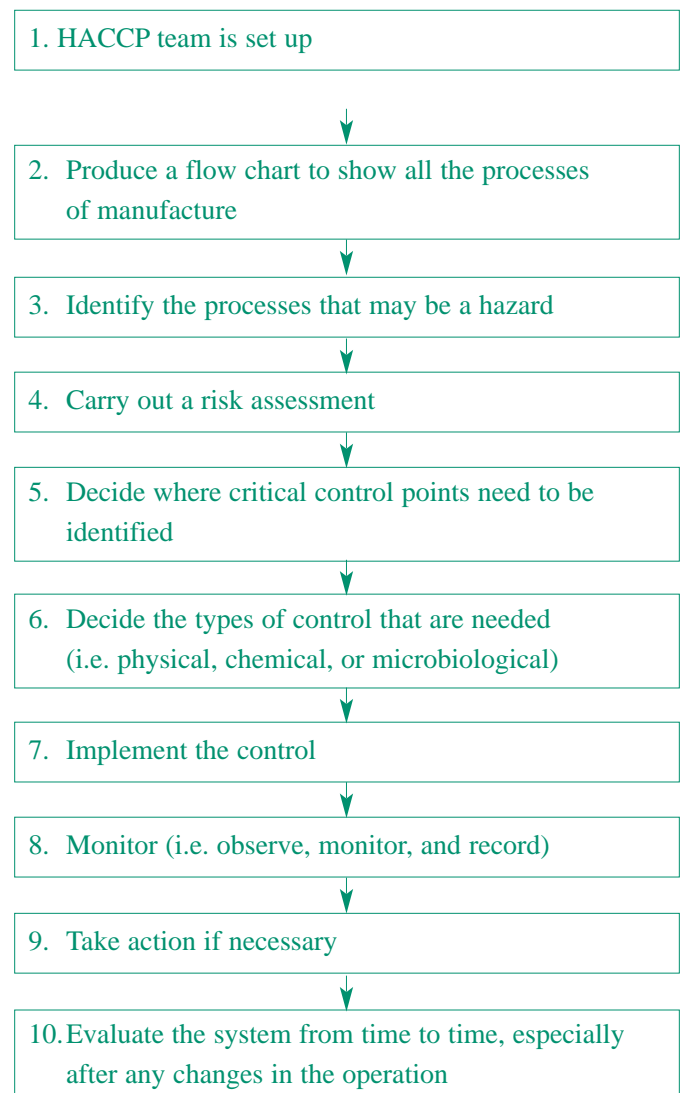 1. HACCP team is set up
2. Produce a flow chart to show all the processes
of manufacture
3. Identify the processes that may be a hazard
4. Carry out a risk assessment
5. Decide where critical control points need to be
identified
6. Decide the types of control that are needed
(i.e. physical, chemical, or microbiological)
7. Implement the control
8. Monitor (i.e. observe, monitor, and record)
9. Take action if necessary
10. Evaluate the system from time to time, especially
after any changes in the operation